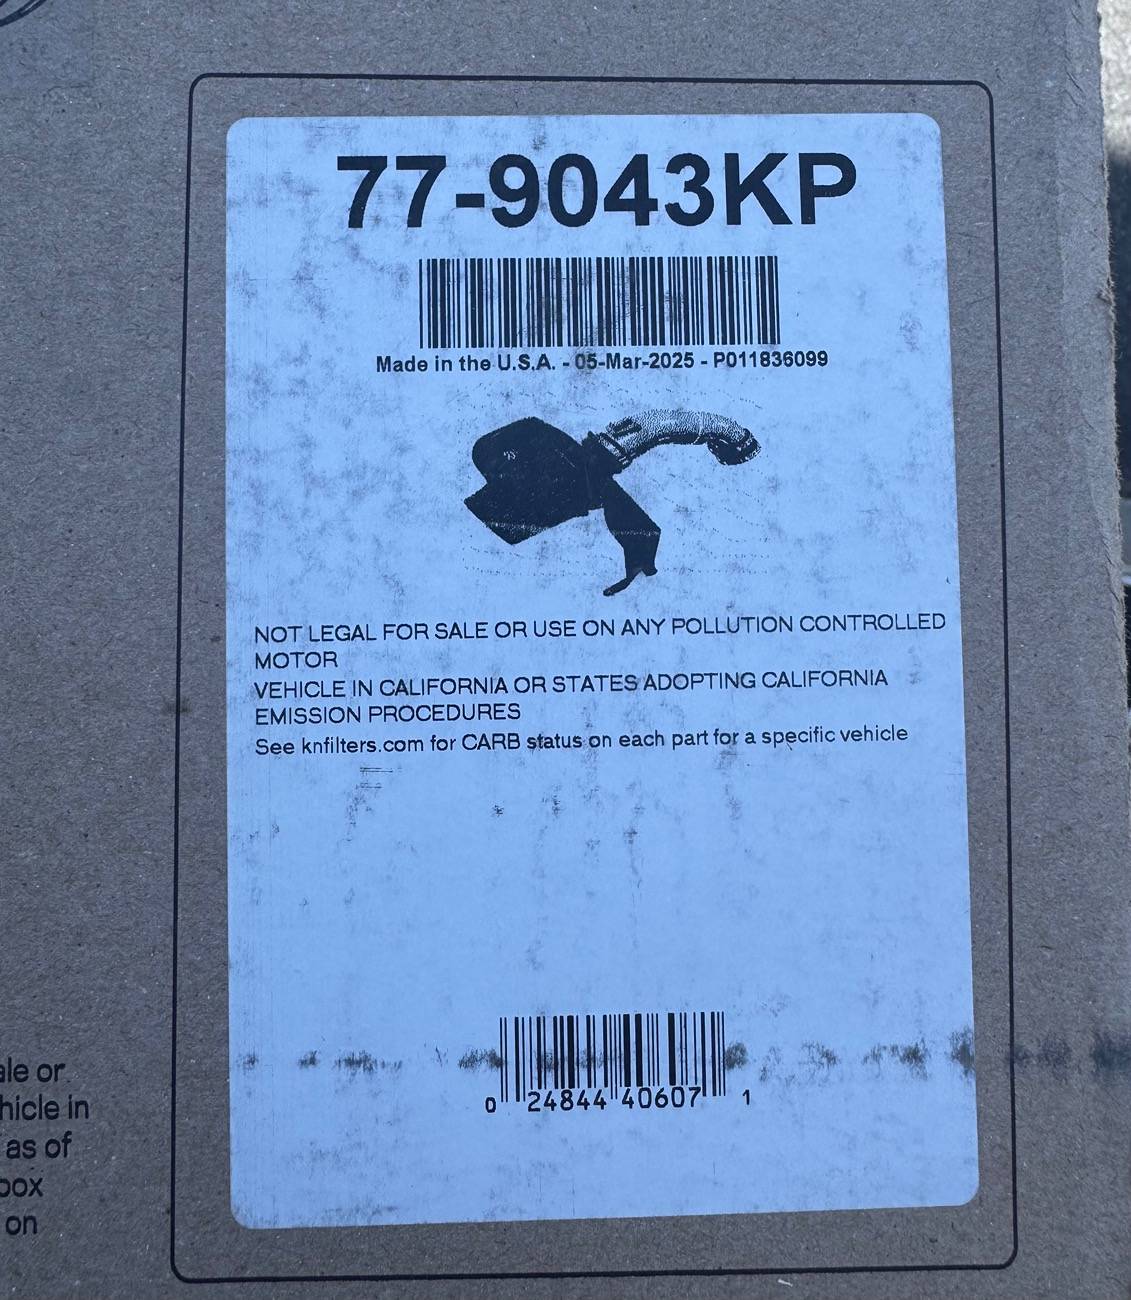 77-9043KP
Made in the U.S.A. - 05-Mar-2025 - P011836099
NOT LEGAL FOR SALE OR USE ON ANY POLLUTION CONTROLLED
MOTOR
VEHICLE IN CALIFORNIA OR STATES ADOPTING CALIFORNIA
EMISSION PROCEDURES
See knfilters.com for CARB status on each part for a specific vehicle
0 24844 40607 1
or
in
as of
box
on